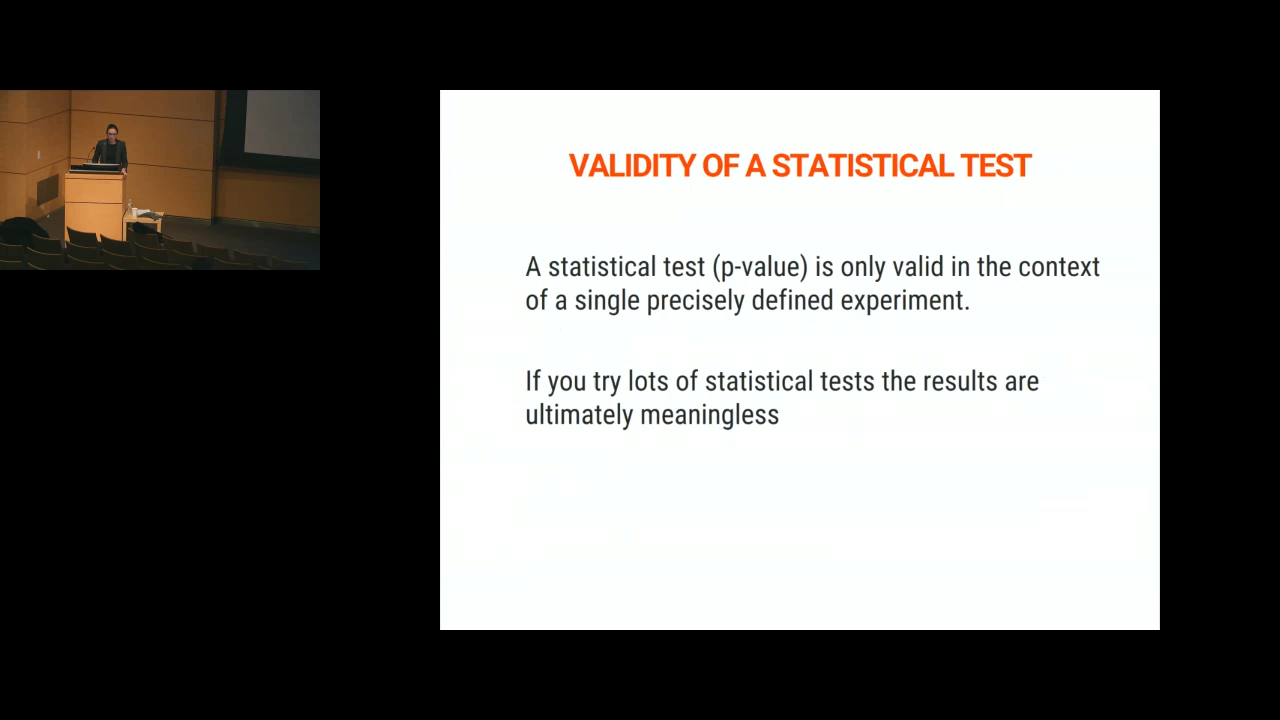 VALIDITY OF A STATISTICAL TEST
A statistical test (p-value) is only valid in the context
of a single precisely defined experiment.
If you try lots of statistical tests the results are
ultimately meaningless